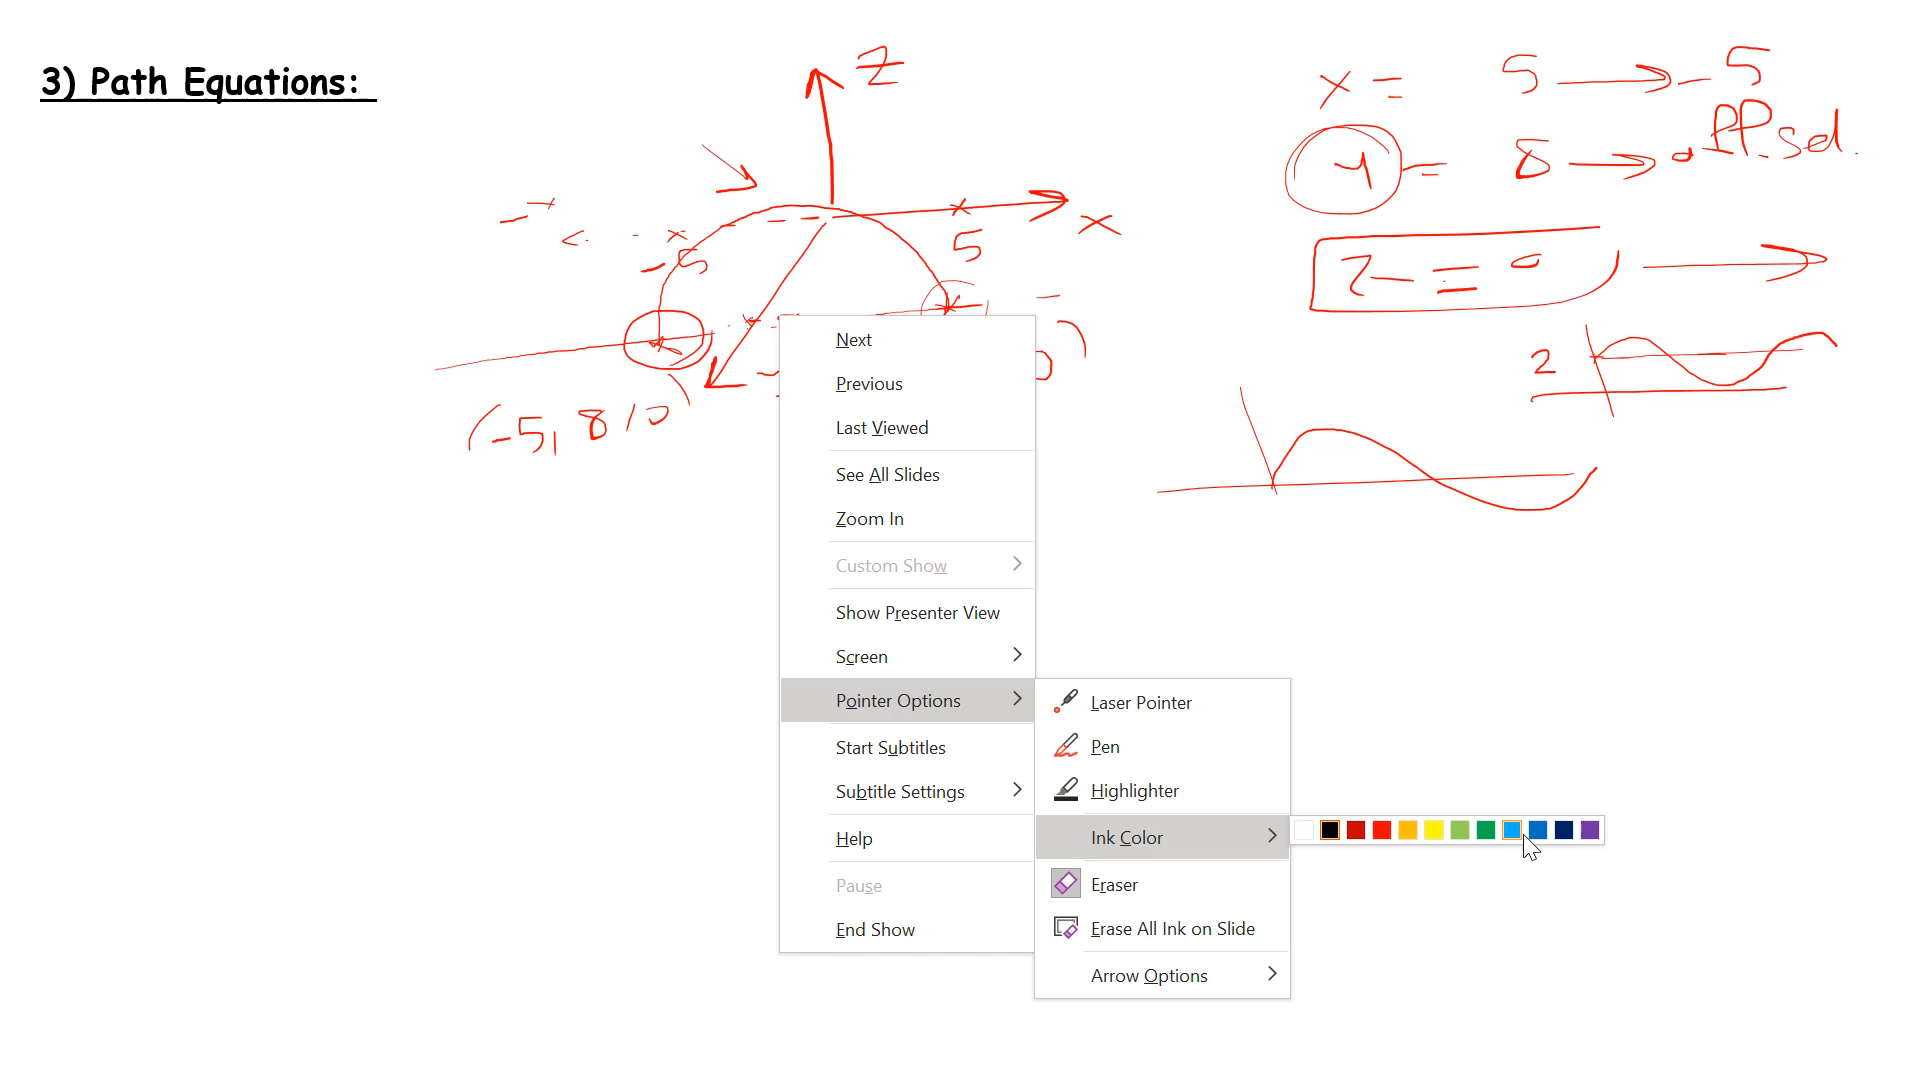 3) Path Equations:
Z
x = 5 → -5
y = 8 →
z = 0
x
5
-x
-5
2
(-5, 8, 0)
Next
Previous
Last Viewed
See All Slides
Zoom In
Custom Show
Show Presenter View
Screen
Pointer Options
Start Subtitles
Subtitle Settings
Help
Pause
End Show
Laser Pointer
Pen
Highlighter
Ink Color
Eraser
Erase All Ink on Slide
Arrow Options